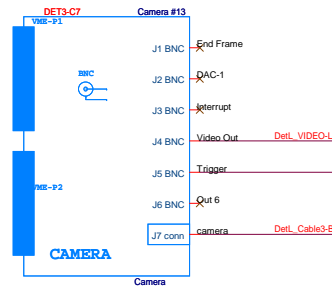 DET3-C7 Camera #13
VME-P1
J1 BNC End Frame
BNC
J2 BNC DAC-1
J3 BNC Interrupt
J4 BNC Video Out DetL_VIDEO-L
J5 BNC Trigger
VME-P2
J6 BNC Out 6
J7 conn camera DetL_Cable3-B
CAMERA
Camera